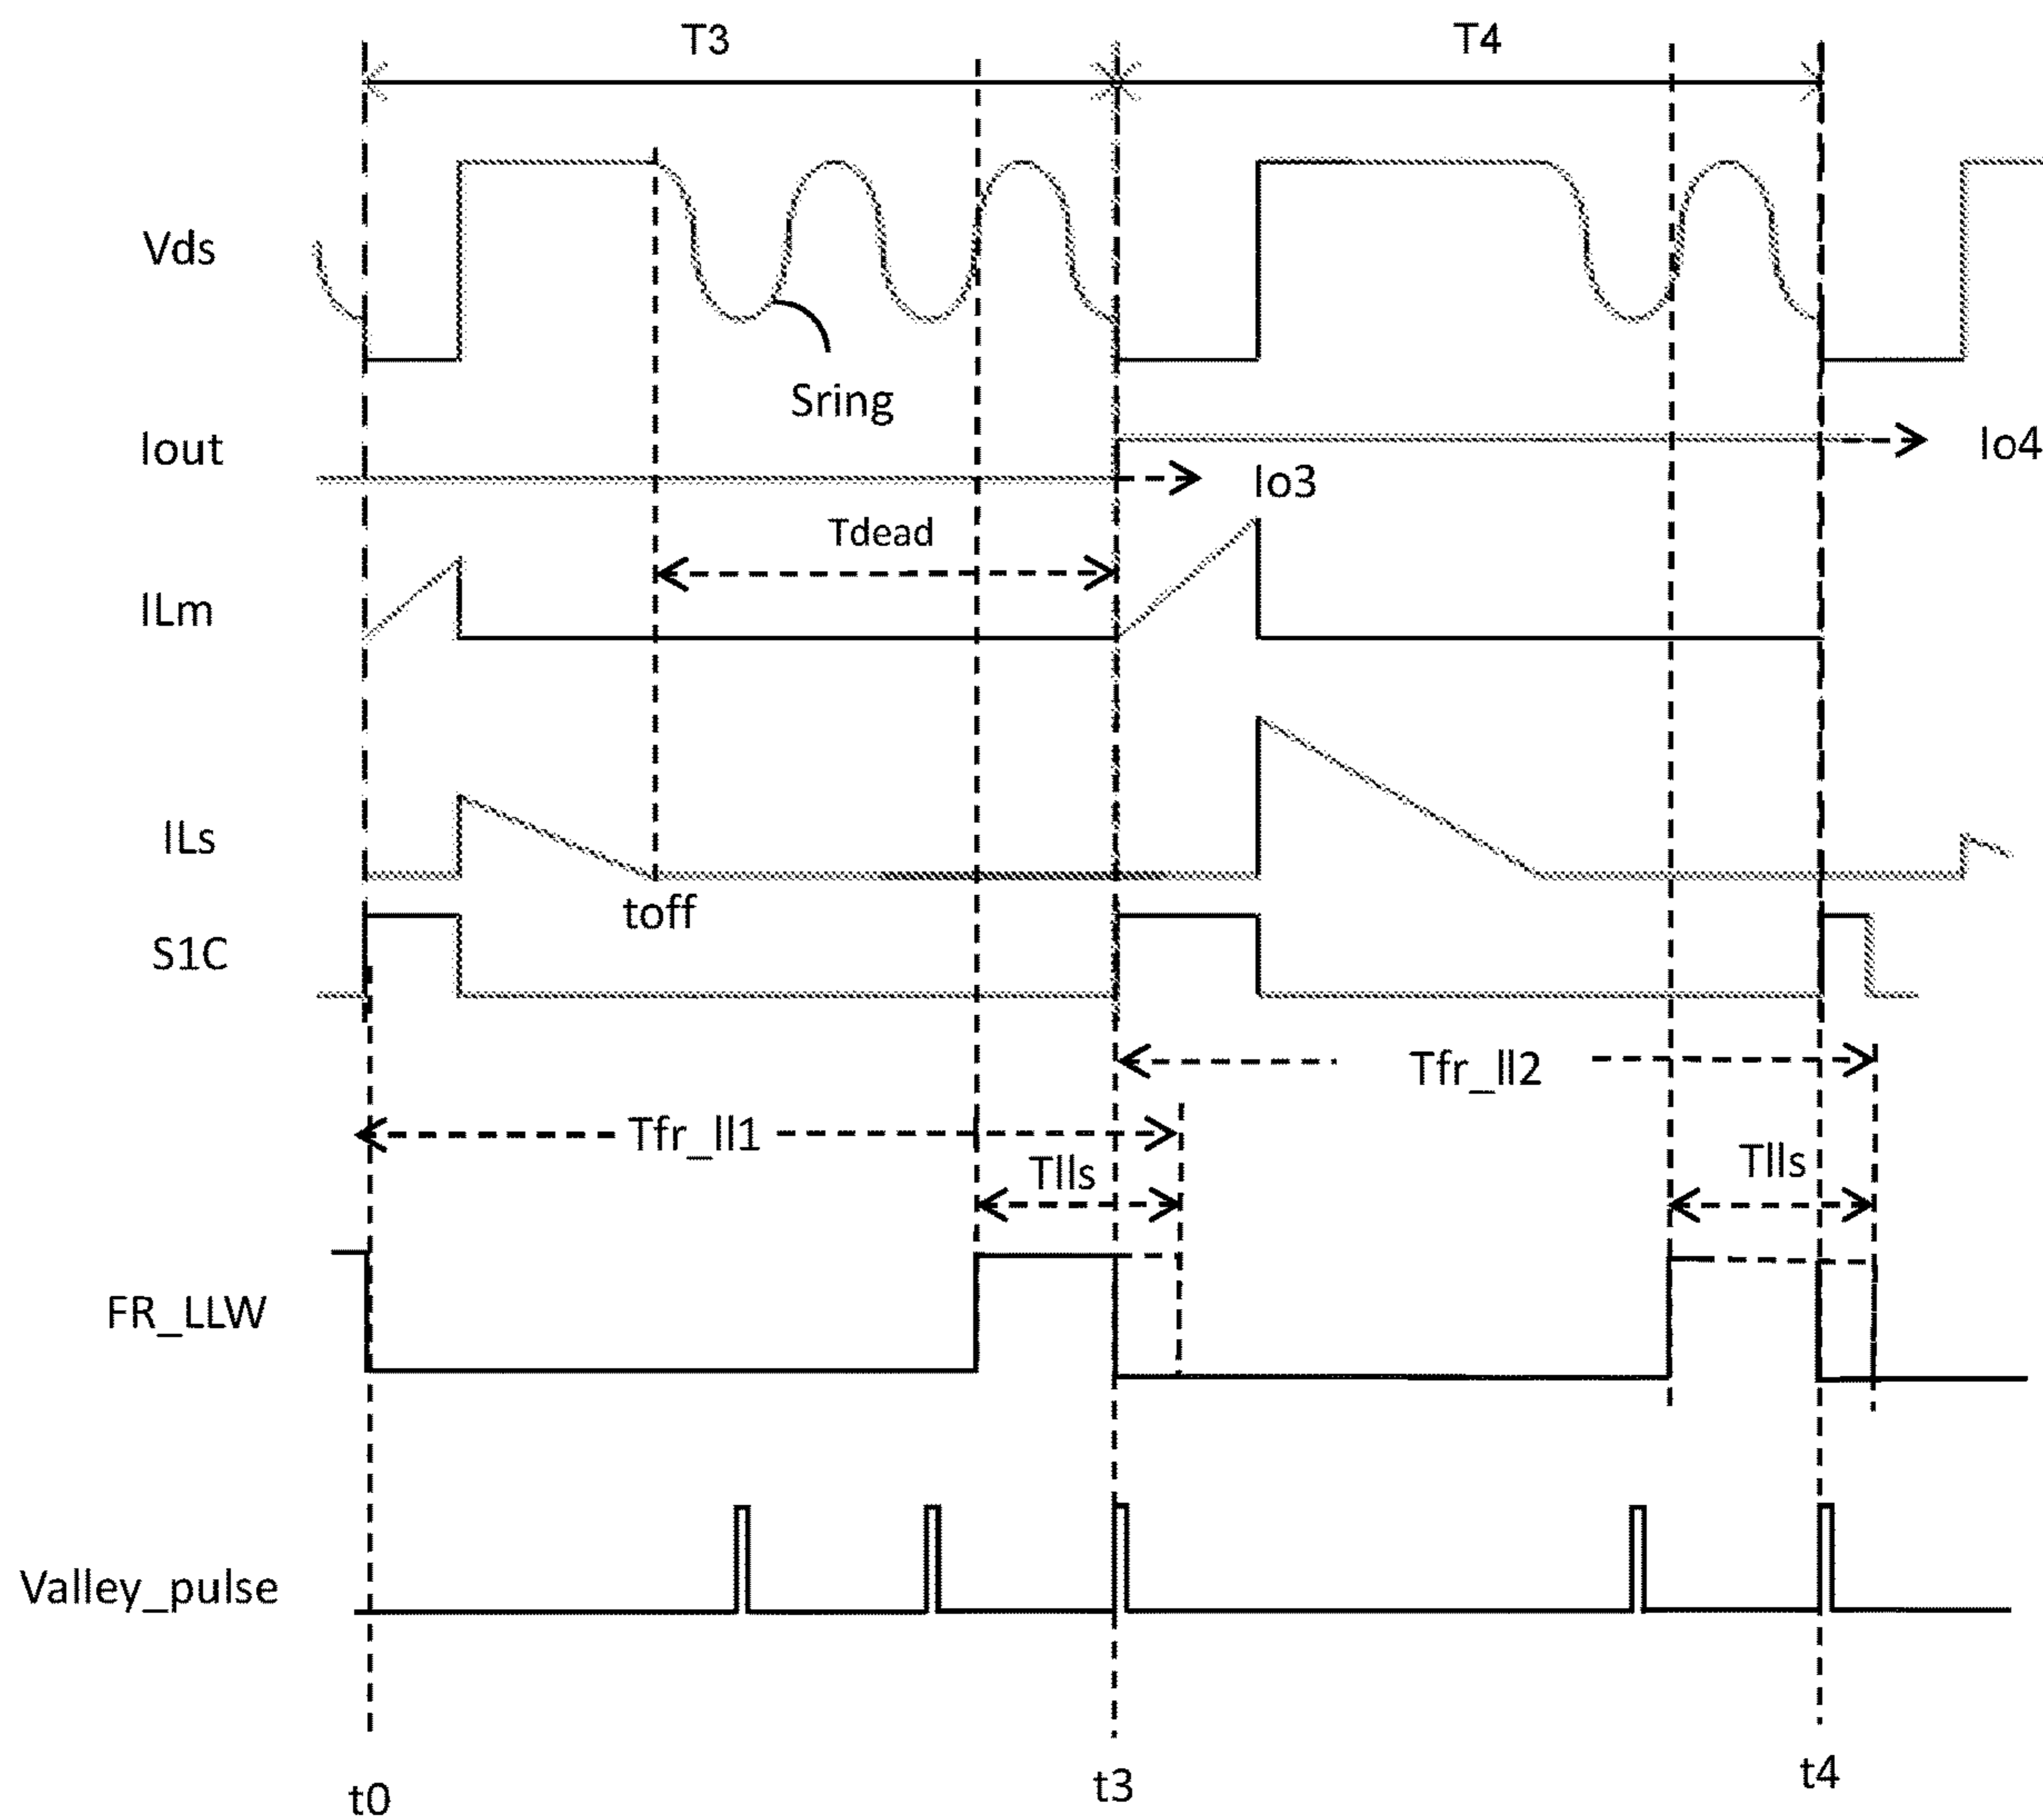 T3
T4
Vds
Sring
Iout
Io3
Io4
Tdead
ILm
ILs
toff
S1C
Tfr_ll2
Tfr_ll1
Tlls
Tlls
FR_LLW
Valley_pulse
t0
t3
t4